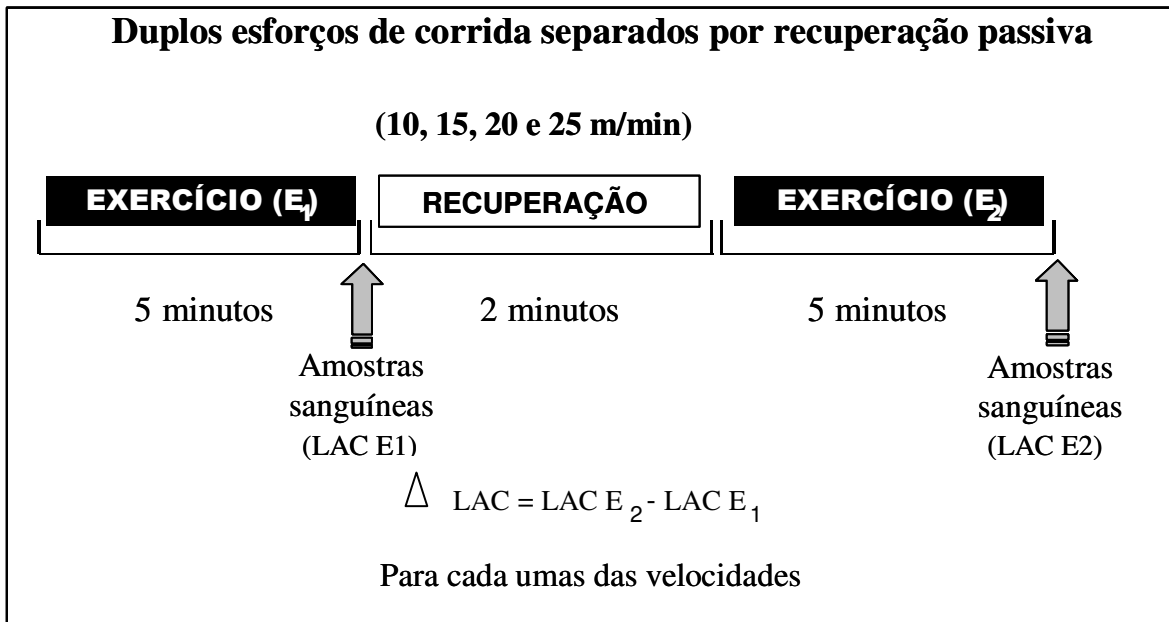 Duplos esforços de corrida separados por recuperação passiva
(10, 15, 20 e 25 m/min)
EXERCÍCIO (E1) RECUPERAÇÃO EXERCÍCIO (E2)
5 minutos 2 minutos 5 minutos
Amostras
sanguíneas
(LAC E1)
Amostras
sanguíneas
(LAC E2)
Δ LAC = LAC E 2 - LAC E 1
Para cada umas das velocidades